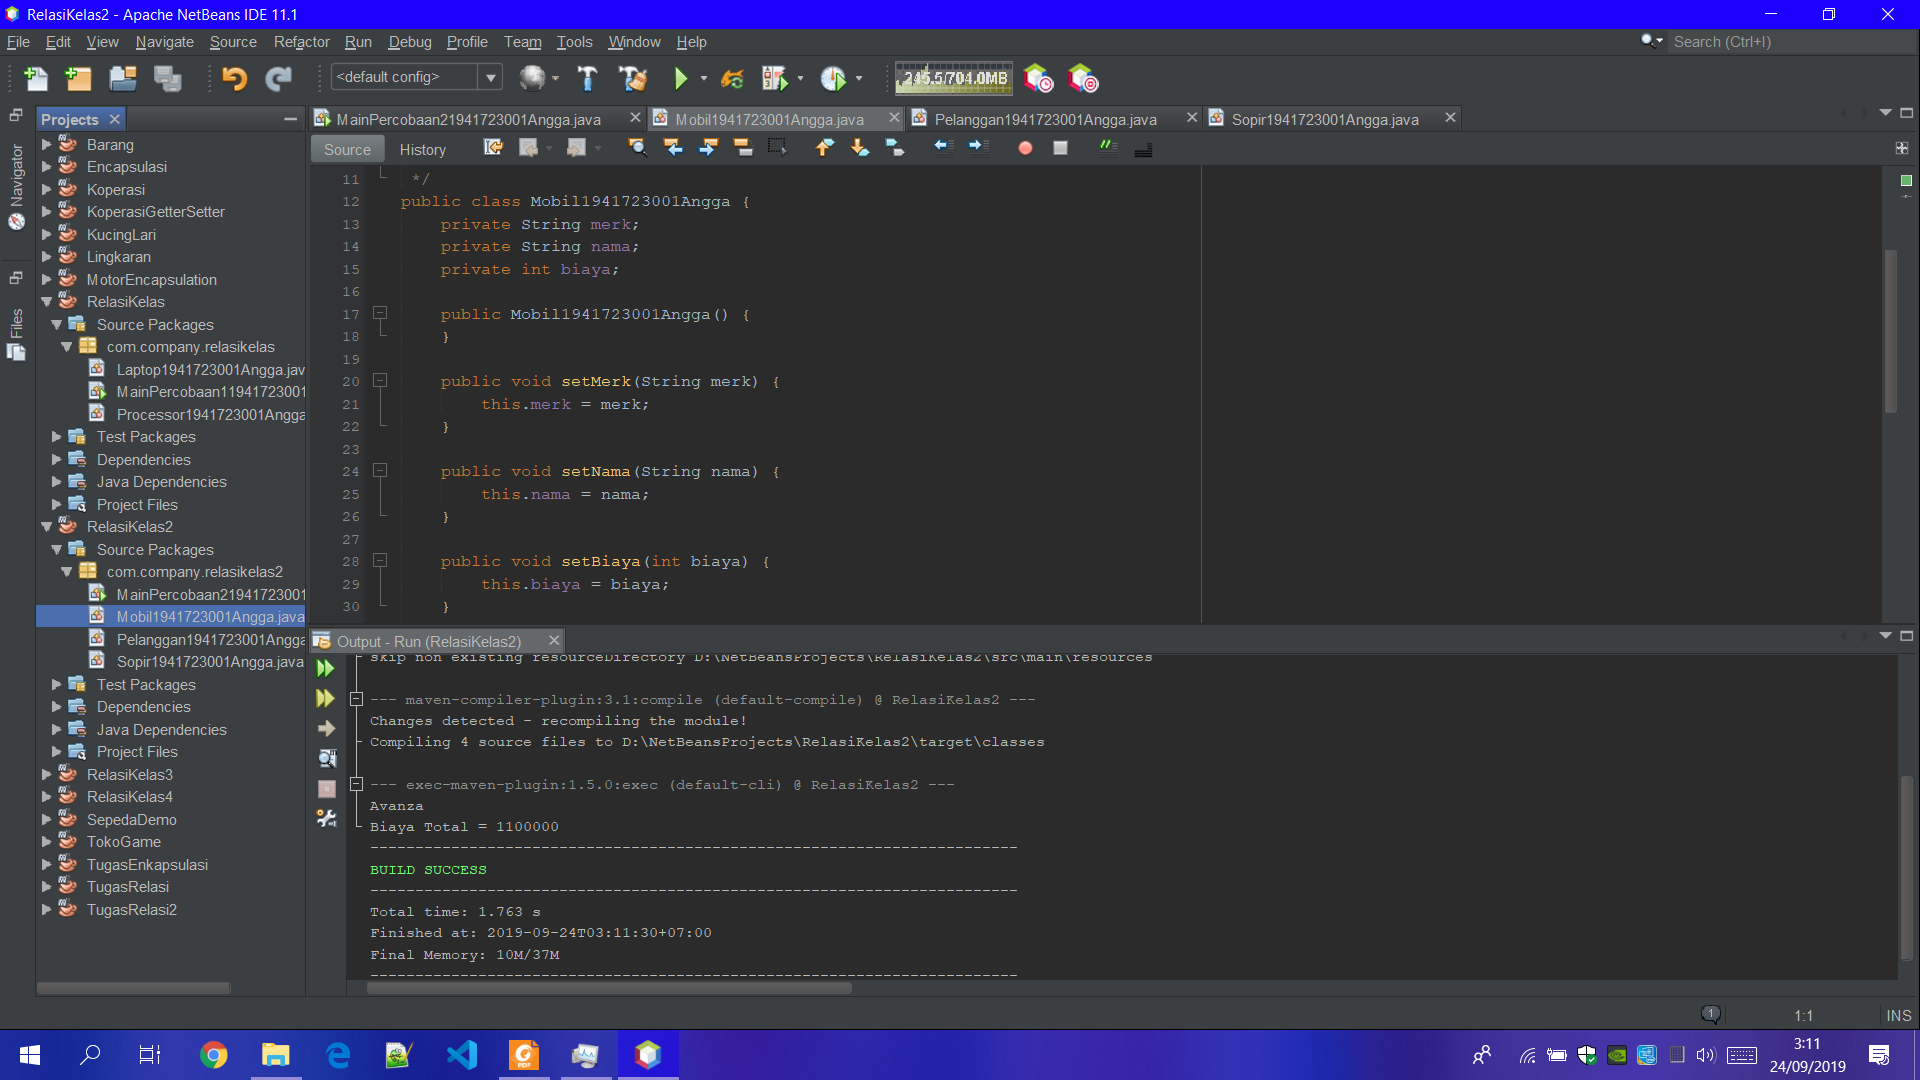 RelasiKelas2 - Apache NetBeans IDE 11.1
File Edit View Navigate Source Refactor Run Debug Profile Team Tools Window Help
Search (Ctrl+I)
<default config>
245.5/704.0MB
Projects
Navigator
Files
Barang
Encapsulasi
Koperasi
KoperasiGetterSetter
KucingLari
Lingkaran
MotorEncapsulation
RelasiKelas
Source Packages
com.company.relasikelas
Laptop1941723001Angga.jav
MainPercobaan11941723001
Processor1941723001Angga
Test Packages
Dependencies
Java Dependencies
Project Files
RelasiKelas2
Source Packages
com.company.relasikelas2
MainPercobaan21941723001
Mobil1941723001Angga.java
Pelanggan1941723001Angga
Sopir1941723001Angga.java
Test Packages
Dependencies
Java Dependencies
Project Files
RelasiKelas3
RelasiKelas4
SepedaDemo
TokoGame
TugasEnkapsulasi
TugasRelasi
TugasRelasi2
MainPercobaan21941723001Angga.java Mobil1941723001Angga.java Pelanggan1941723001Angga.java Sopir1941723001Angga.java
Source History
11 */
12 public class Mobil1941723001Angga {
13 private String merk;
14 private String nama;
15 private int biaya;
16
17 public Mobil1941723001Angga() {
18 }
19
20 public void setMerk(String merk) {
21 this.merk = merk;
22 }
23
24 public void setNama(String nama) {
25 this.nama = nama;
26 }
27
28 public void setBiaya(int biaya) {
29 this.biaya = biaya;
30 }
Output - Run (RelasiKelas2)
skip non existing resourceDirectory D:\NetBeansProjects\RelasiKelas2\src\main\resources
--- maven-compiler-plugin:3.1:compile (default-compile) @ RelasiKelas2 ---
Changes detected - recompiling the module!
Compiling 4 source files to D:\NetBeansProjects\RelasiKelas2\target\classes
--- exec-maven-plugin:1.5.0:exec (default-cli) @ RelasiKelas2 ---
Avanza
Biaya Total = 1100000
------------------------------------------------------------------------
BUILD SUCCESS
------------------------------------------------------------------------
Total time: 1.763 s
Finished at: 2019-09-24T03:11:30+07:00
Final Memory: 10M/37M
------------------------------------------------------------------------
1
1:1
INS
3:11
24/09/2019